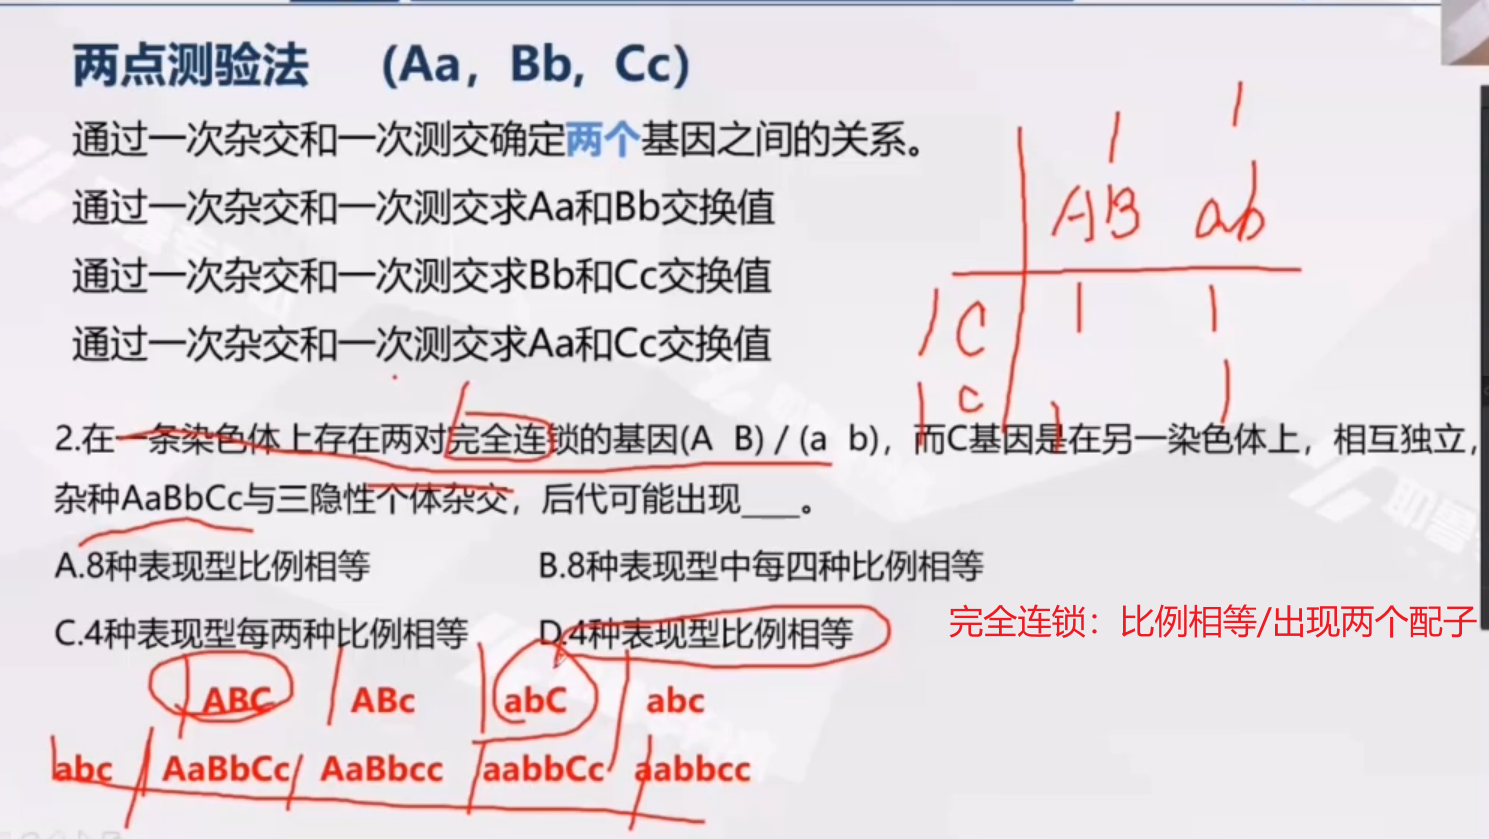 两点测验法 (Aa，Bb，Cc)
通过一次杂交和一次测交确定两个基因之间的关系。
通过一次杂交和一次测交求Aa和Bb交换值
通过一次杂交和一次测交求Bb和Cc交换值
通过一次杂交和一次测交求Aa和Cc交换值
1 1
AB ab
1 C 1 1
1 c 1 1
2.在一条染色体上存在两对完全连锁的基因(A B) / (a b)，而C基因是在另一染色体上，相互独立，
杂种AaBbCc与三隐性个体杂交，后代可能出现___。
A.8种表现型比例相等 B.8种表现型中每四种比例相等
C.4种表现型每两种比例相等 D.4种表现型比例相等
完全连锁：比例相等/出现两个配子
ABC ABc abC abc
abc AaBbCc AaBbcc aabbCc aabbcc